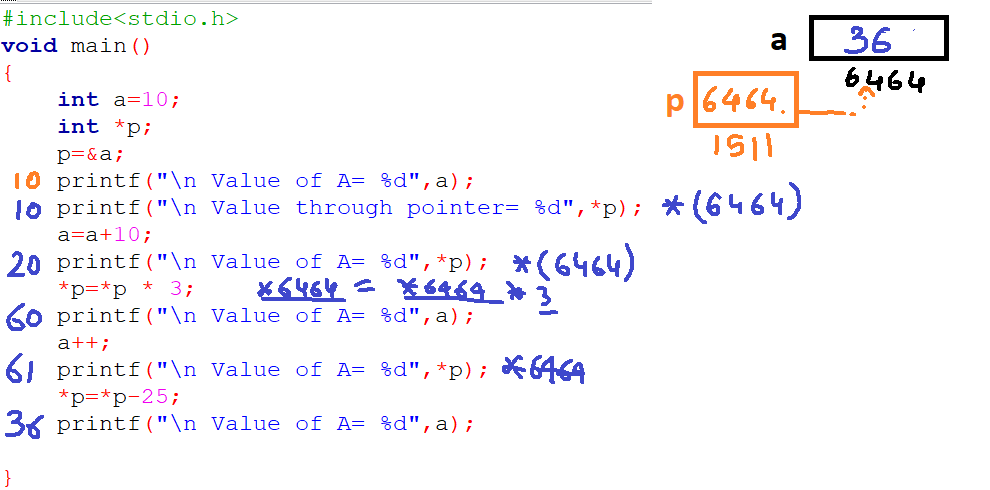 #include<stdio.h>
void main()
{
int a=10;
int *p;
p=&a;
10 printf("\n Value of A= %d",a);
10 printf("\n Value through pointer= %d",*p); *(6464)
a=a+10;
20 printf("\n Value of A= %d",*p); *(6464)
*p=*p * 3; *6464 = *6464 * 3
60 printf("\n Value of A= %d",a);
a++;
61 printf("\n Value of A= %d",*p); *6464
*p=*p-25;
36 printf("\n Value of A= %d",a);
}
a 36
6464
p 6464
1511